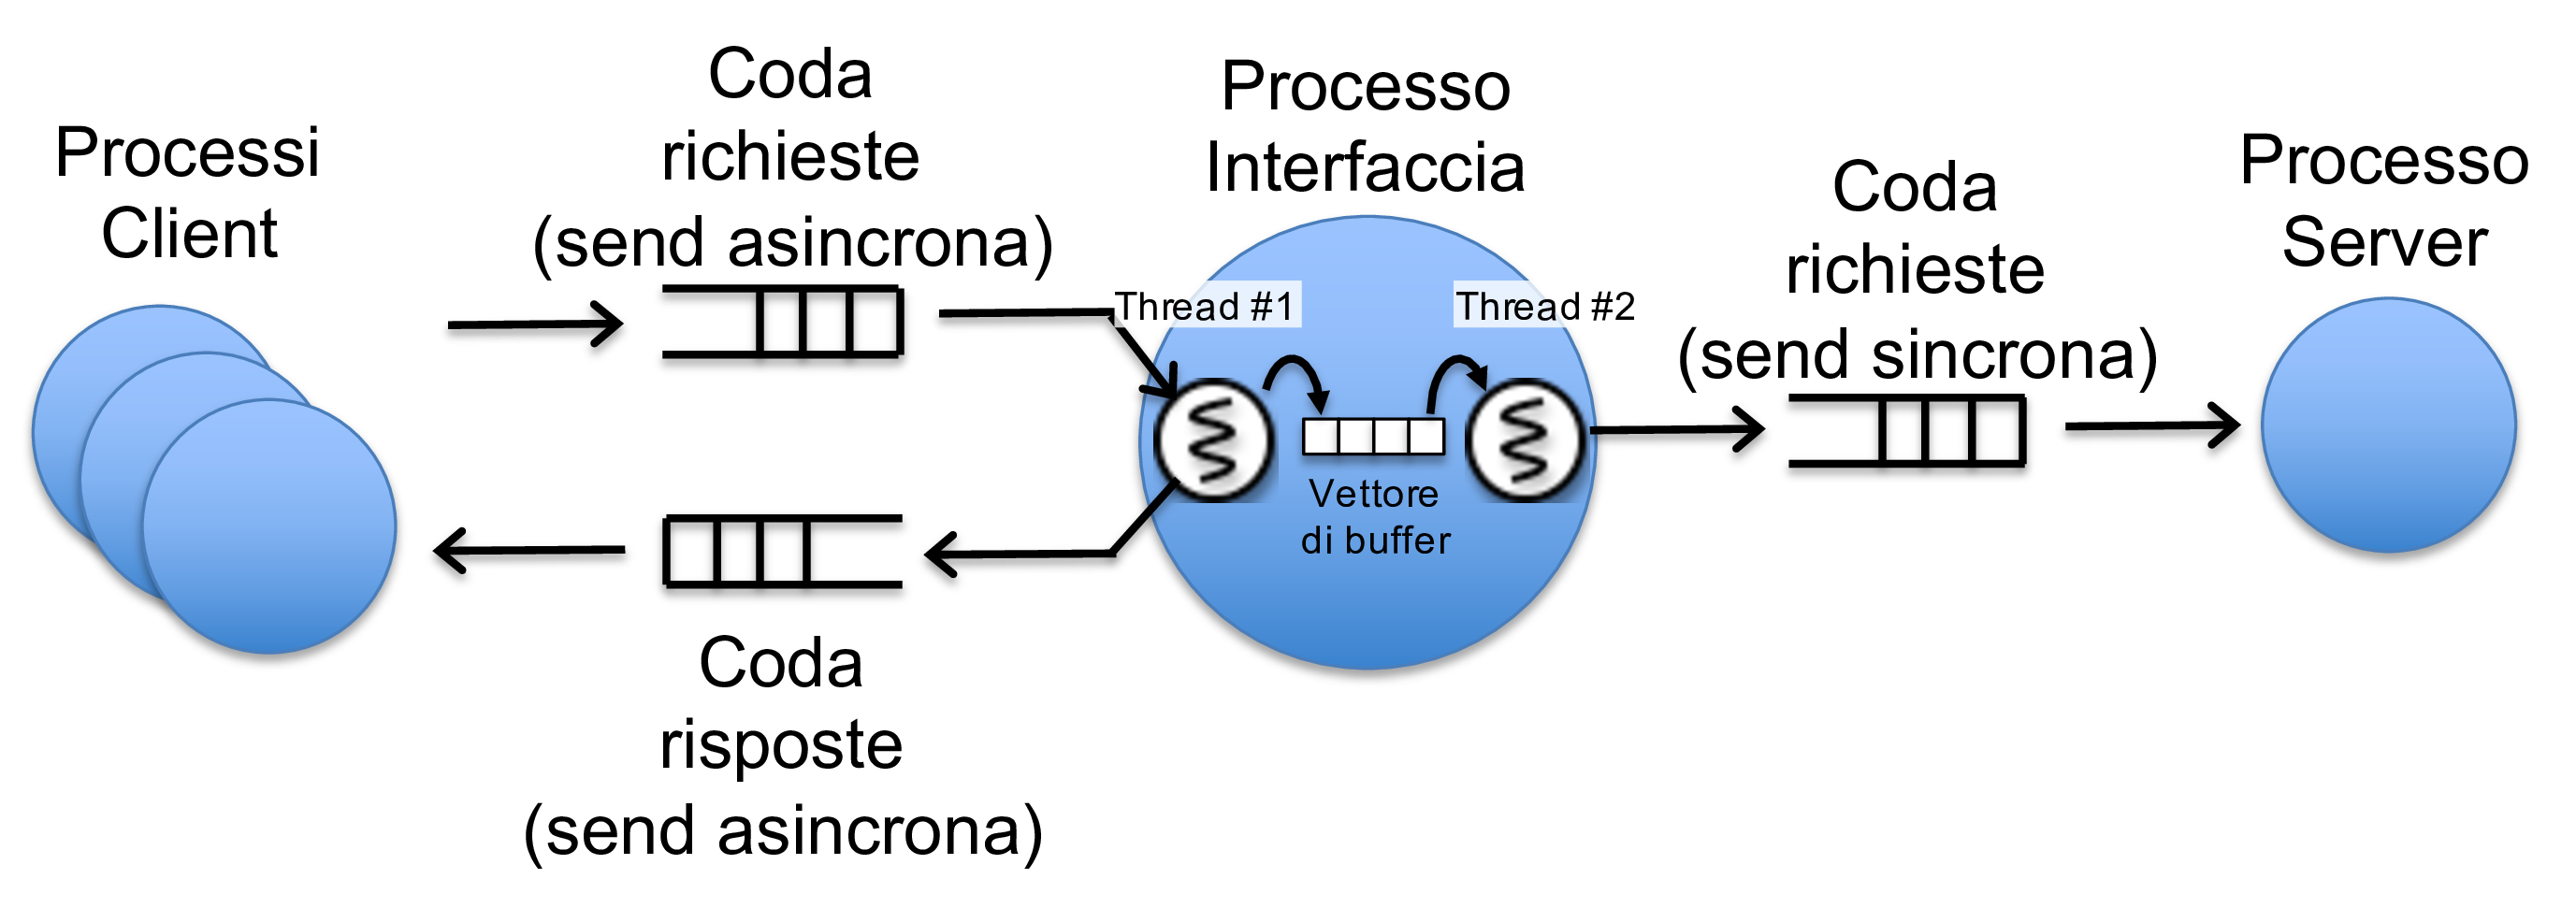 Processi
Client
Coda
richieste
(send asincrona)
Processo
Interfaccia
Thread #1
Thread #2
Vettore
di buffer
Coda
richieste
(send sincrona)
Processo
Server
Coda
risposte
(send asincrona)